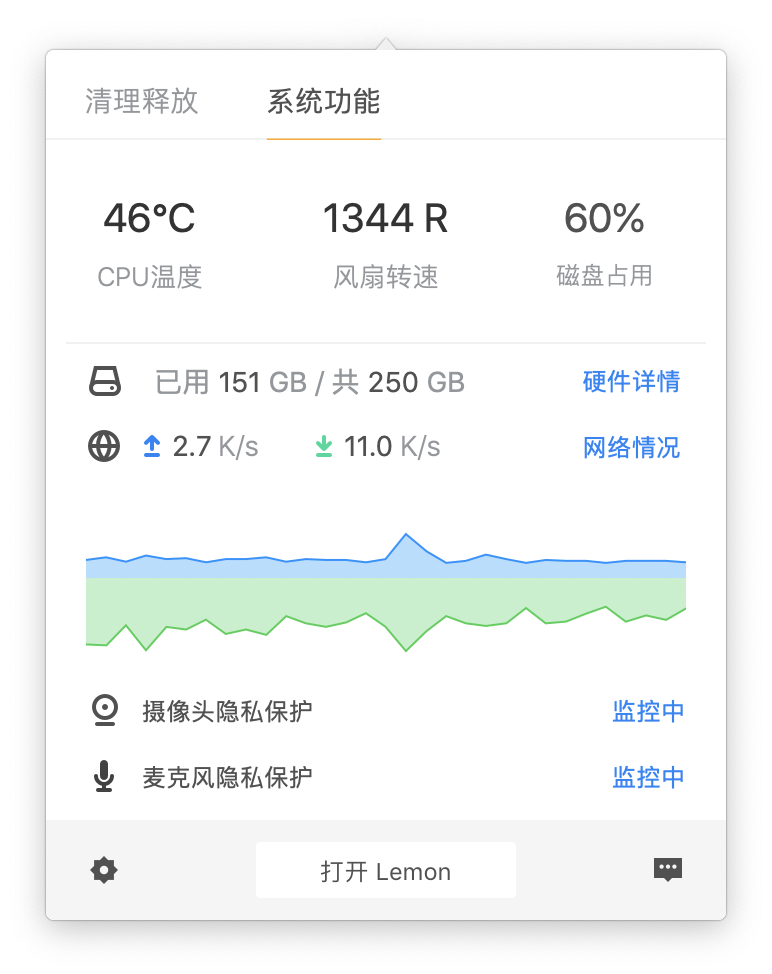 清理释放 系统功能
46°C 1344 R 60%
CPU温度 风扇转速 磁盘占用
已用 151 GB / 共 250 GB 硬件详情
2.7 K/s 11.0 K/s 网络情况
摄像头隐私保护 监控中
麦克风隐私保护 监控中
打开 Lemon